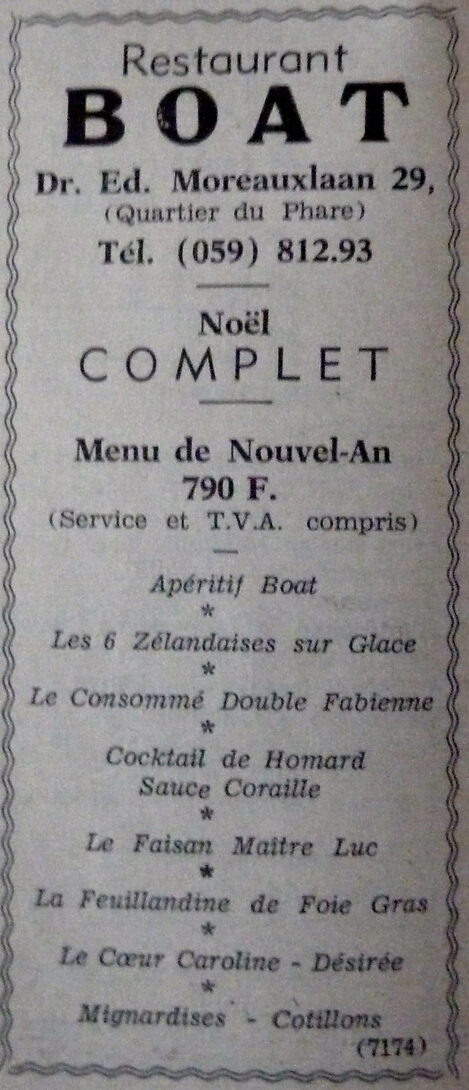 Restaurant
BOAT
Dr. Ed. Moreauxlaan 29,
(Quartier du Phare)
Tél. (059) 812.93
Noël
COMPLET
Menu de Nouvel-An
790 F.
(Service et T.V.A. compris)
Apéritif Boat
*
Les 6 Zélandaises sur Glace
*
Le Consommé Double Fabienne
*
Cocktail de Homard
Sauce Coraille
*
Le Faisan Maître Luc
*
La Feuillandine de Foie Gras
*
Le Cœur Caroline - Désirée
*
Mignardises - Cotillons
(7174)